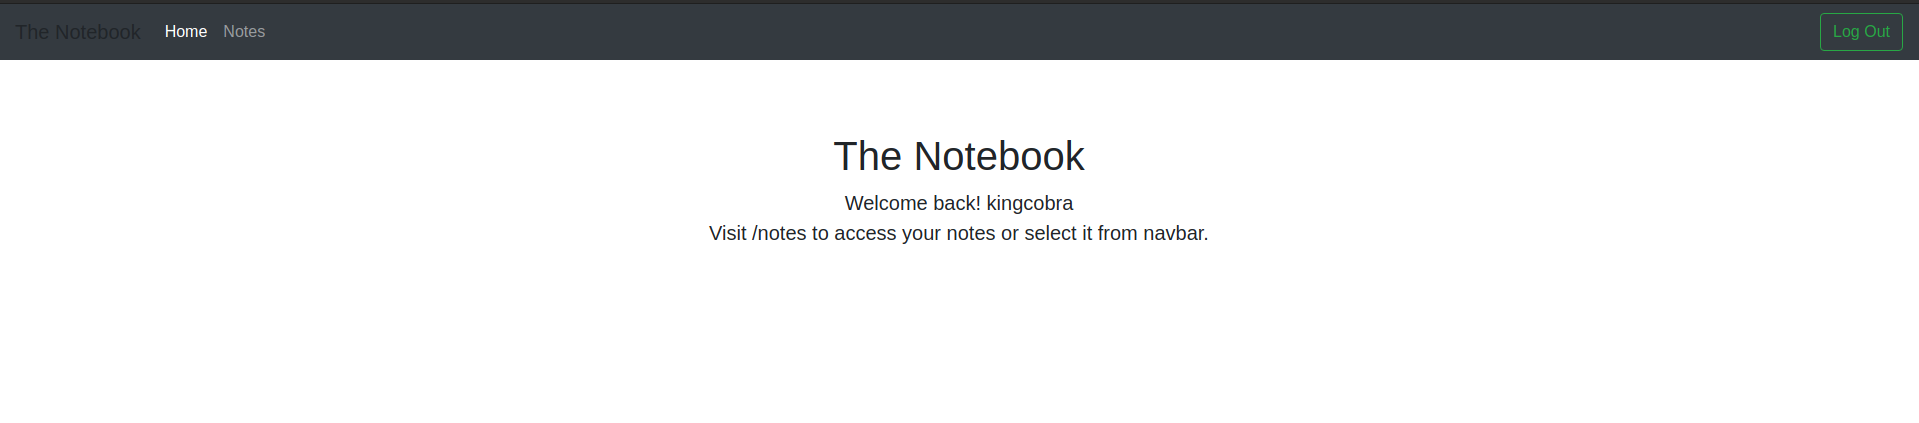 The Notebook Home Notes Log Out
The Notebook
Welcome back! kingcobra
Visit /notes to access your notes or select it from navbar.